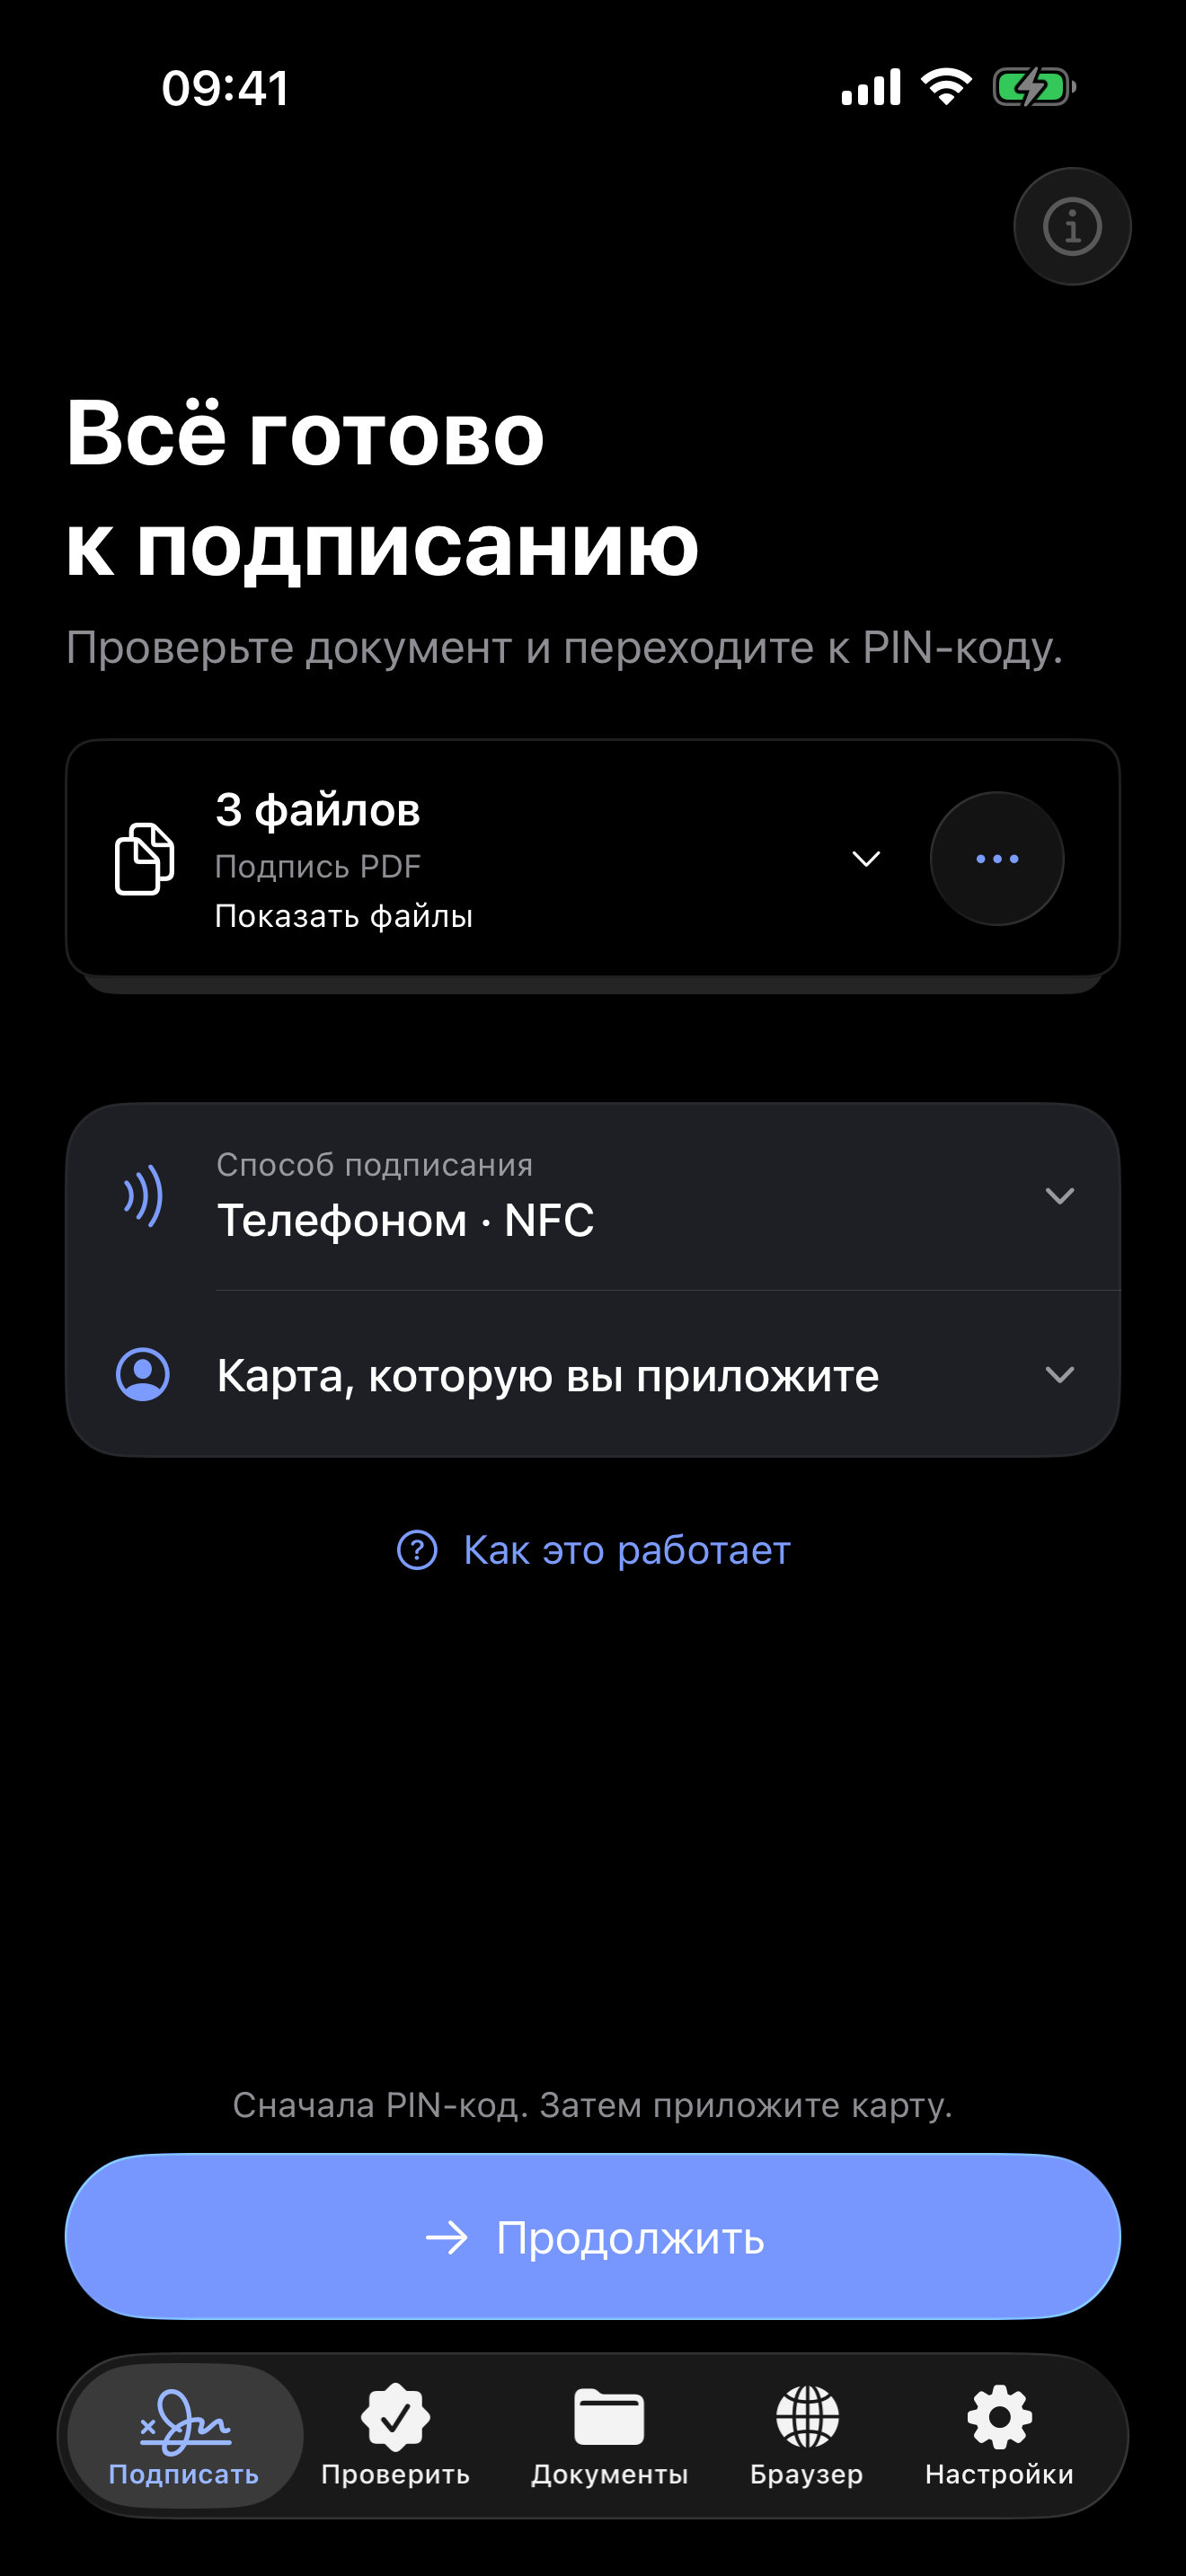 09:41
Всё готово
к подписанию
Проверьте документ и переходите к PIN-коду.
3 файлов
Подпись PDF
Показать файлы
Способ подписания
Телефоном · NFC
Карта, которую вы приложите
Как это работает
Сначала PIN-код. Затем приложите карту.
Продолжить
Подписать
Проверить
Документы
Браузер
Настройки